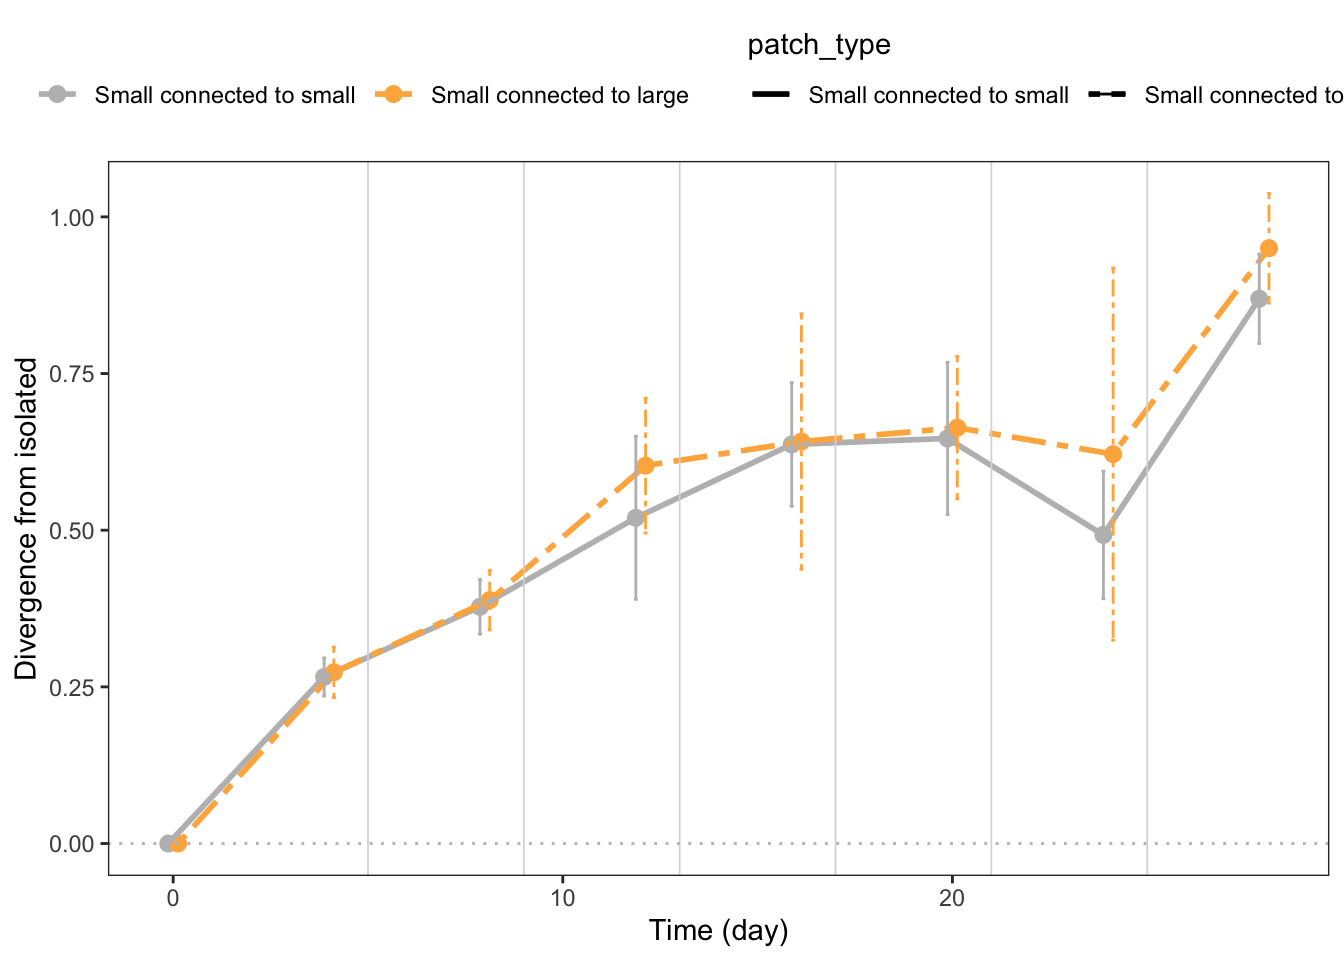 patch_type
Small connected to small
Small connected to large
Small connected to small
Small connected to
Divergence from isolated
1.00
0.75
0.50
0.25
0.00
0
10
20
Time (day)